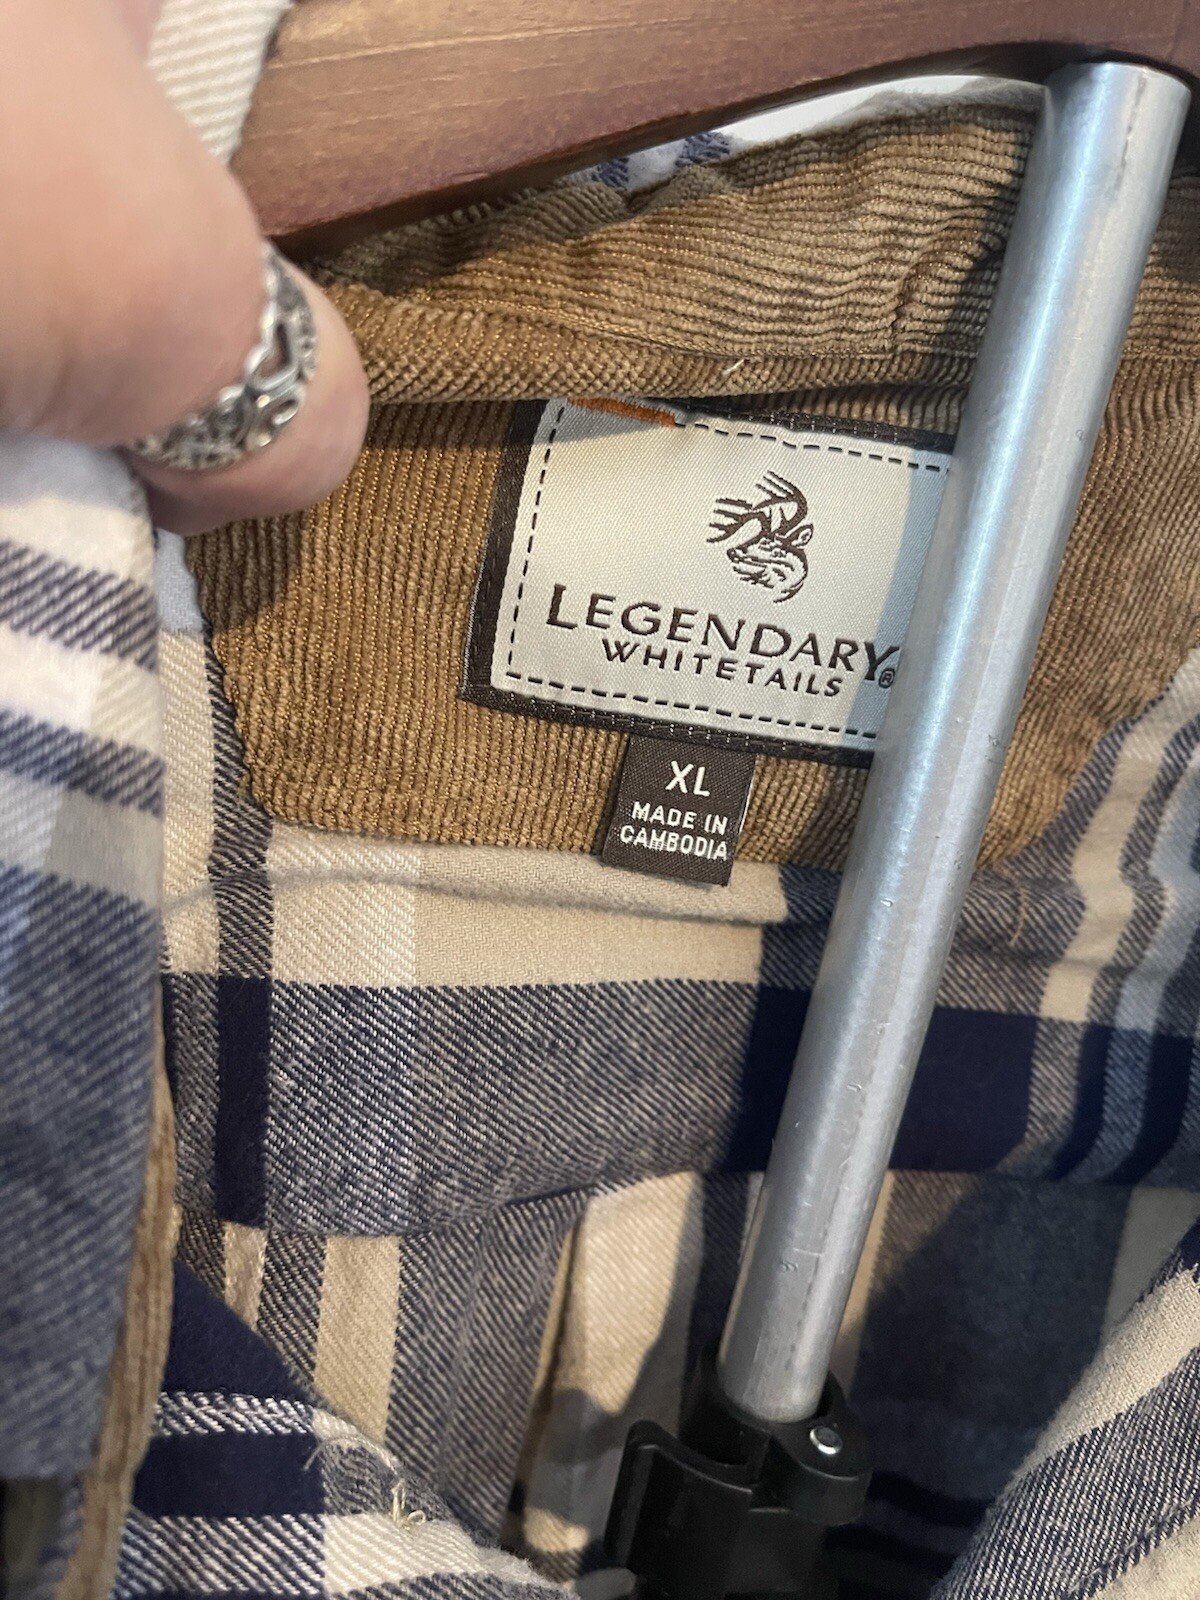 LEGENDARY®
WHITETAILS
XL
MADE IN
CAMBODIA